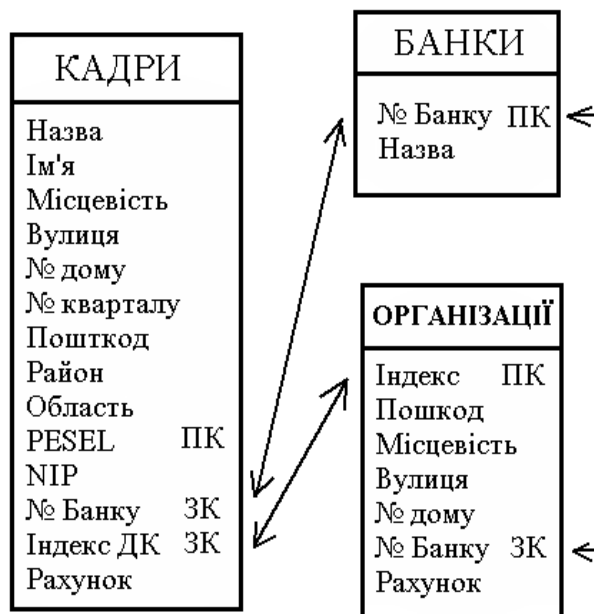 КАДРИ
Назва
Ім'я
Місцевість
Вулиця
№ дому
№ кварталу
Пошткод
Район
Область
PESEL ПК
NIP
№ Банку ЗК
Індекс ДК ЗК
Рахунок
БАНКИ
№ Банку ПК
Назва
ОРГАНІЗАЦІЇ
Індекс ПК
Пошкод
Місцевість
Вулиця
№ дому
№ Банку ЗК
Рахунок